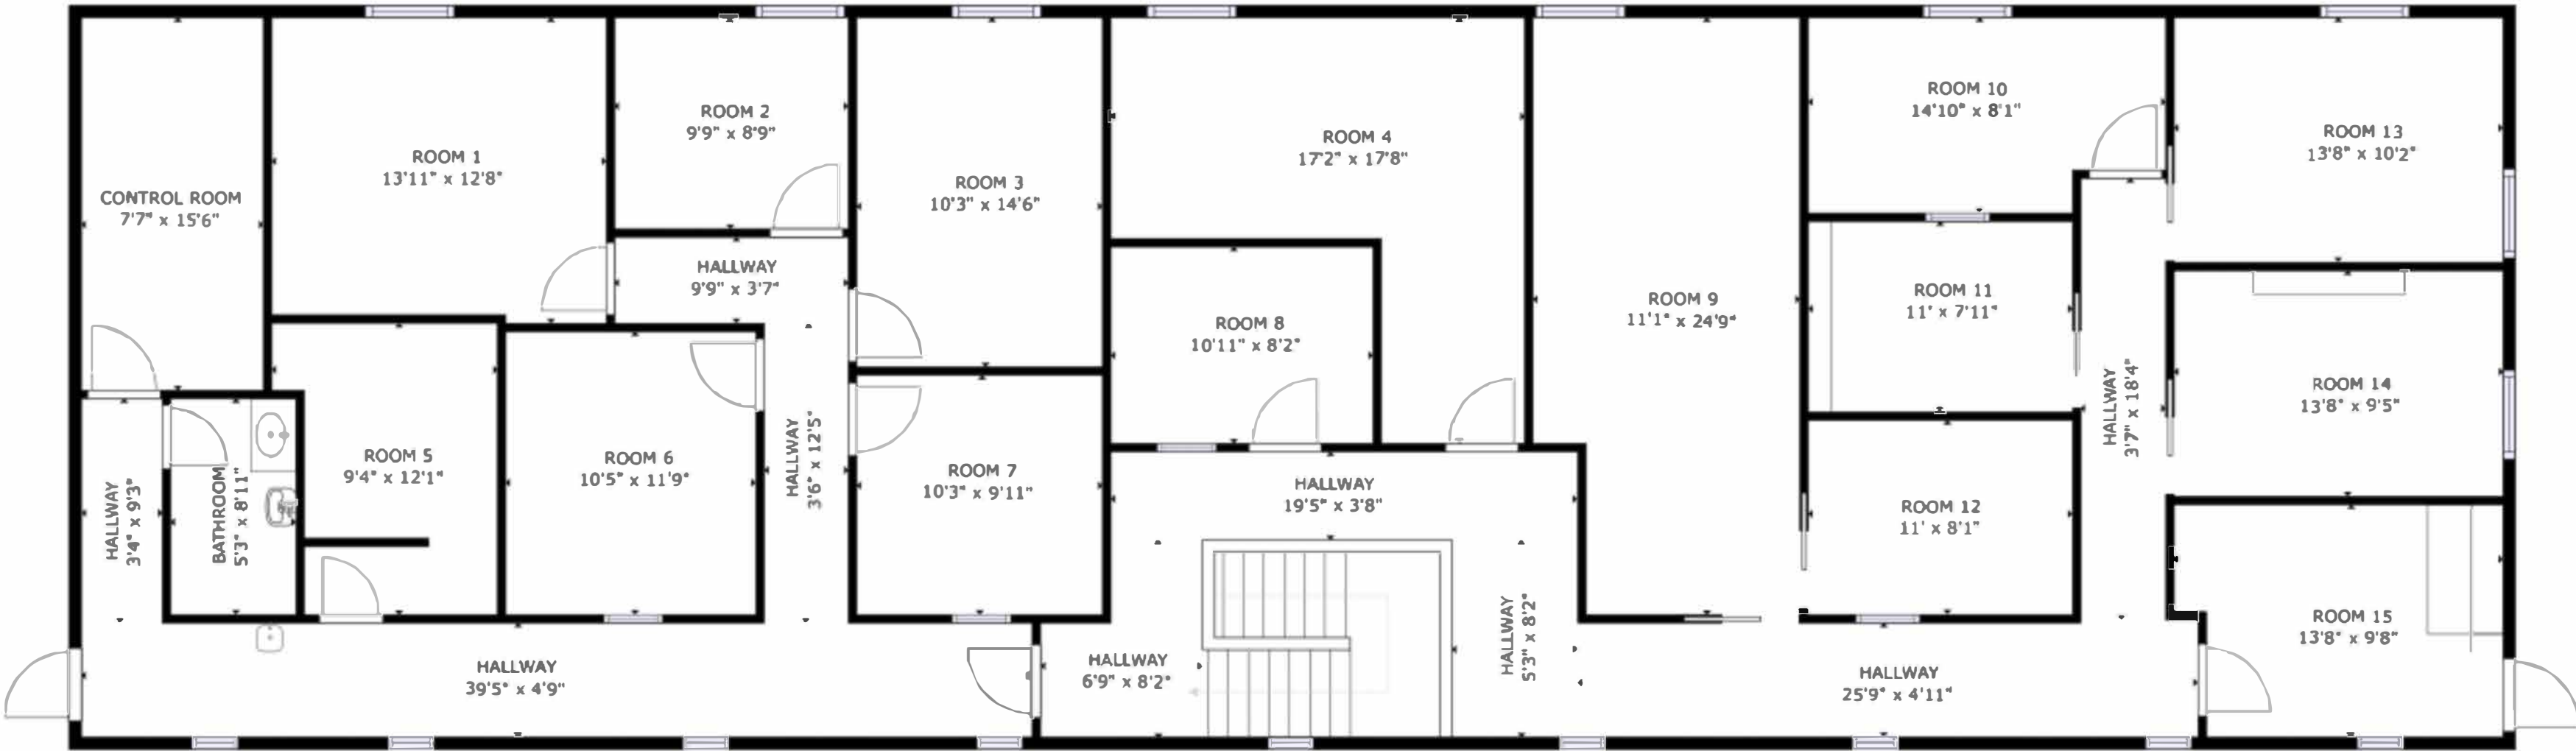 CONTROL ROOM
7'7" x 15'6"
ROOM 1
13'11" x 12'8"
ROOM 2
9'9" x 8'9"
HALLWAY
9'9" x 3'7"
ROOM 3
10'3" x 14'6"
ROOM 4
17'2" x 17'8"
ROOM 8
10'11" x 8'2"
ROOM 9
11'1" x 24'9"
ROOM 10
14'10" x 8'1"
ROOM 11
11' x 7'11"
ROOM 13
13'8" x 10'2"
HALLWAY
3'7" x 18'4"
ROOM 14
13'8" x 9'5"
HALLWAY
3'4" x 9'3"
BATHROOM
5'3" x 8'11"
ROOM 5
9'4" x 12'1"
ROOM 6
10'5" x 11'9"
HALLWAY
3'6" x 12'5"
ROOM 7
10'3" x 9'11"
HALLWAY
19'5" x 3'8"
ROOM 12
11' x 8'1"
ROOM 15
13'8" x 9'8"
HALLWAY
39'5" x 4'9"
HALLWAY
6'9" x 8'2"
HALLWAY
5'3" x 8'2"
HALLWAY
25'9" x 4'11"